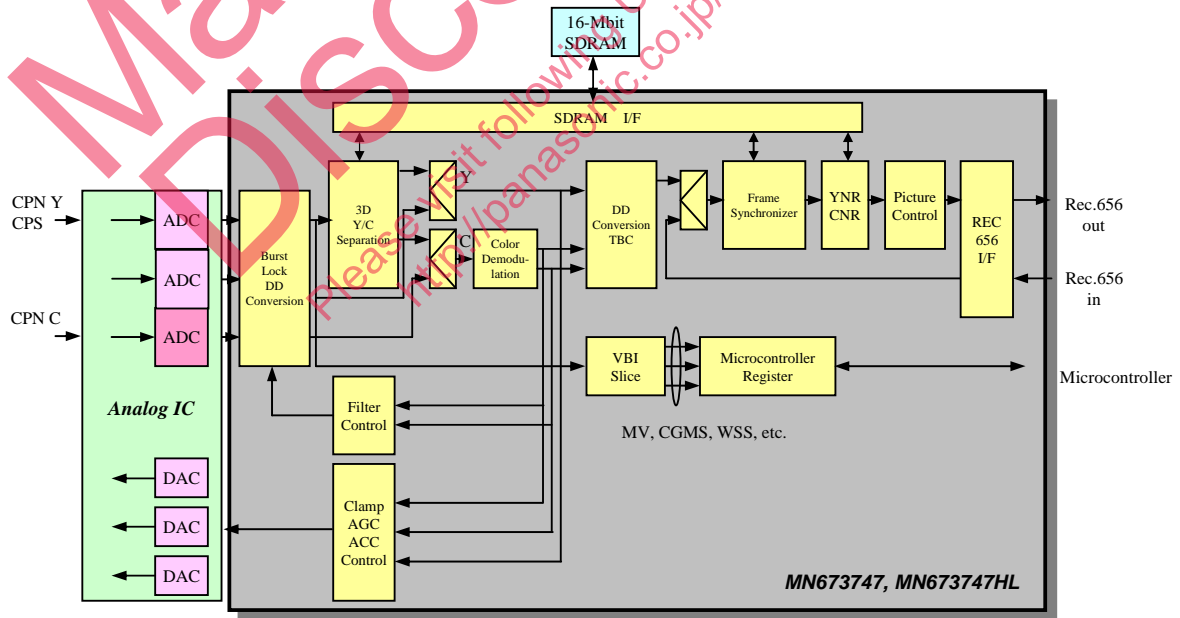 16-Mbit
SDRAM
SDRAM I/F
CPN Y
CPS
CPN C
ADC
ADC
ADC
Analog IC
DAC
DAC
DAC
Burst
Lock
DD
Conversion
3D
Y/C
Separation
Y
C
Color
Demodu-
lation
DD
Conversion
TBC
Frame
Synchronizer
YNR
CNR
Picture
Control
REC
656
I/F
Rec.656
out
Rec.656
in
VBI
Slice
Microcontroller
Register
Microcontroller
MV, CGMS, WSS, etc.
Filter
Control
Clamp
AGC
ACC
Control
MN673747, MN673747HL
Please visit following
http://panasonic.co.jp/